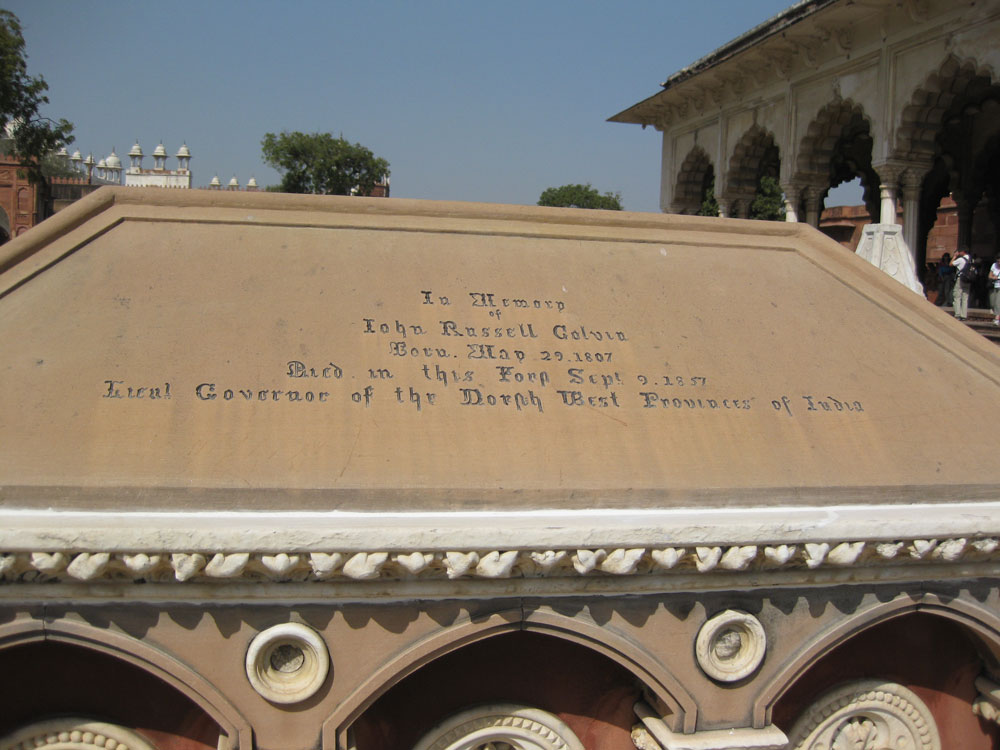 In Memory
of
John Russell Colvin
Born. May 29. 1807
Died. in this Fort Sept. 9. 1857
Lieut Governor of the North West Provinces of India